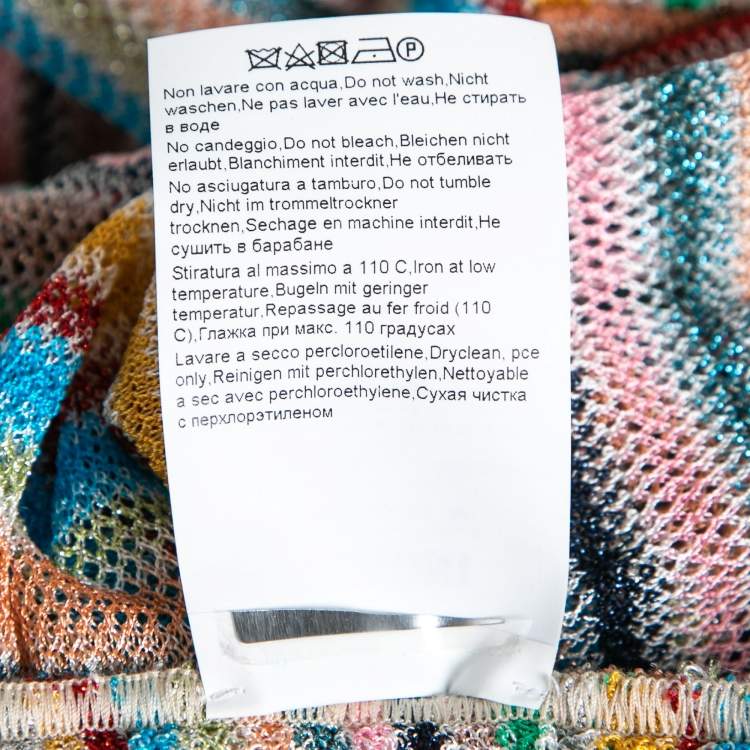 P
Non lavare con acqua,Do not wash,Nicht
waschen,Ne pas laver avec l'eau,Не стирать
в воде
No candeggio,Do not bleach,Bleichen nicht
erlaubt,Blanchiment interdit,Не отбеливать
No asciugatura a tamburo,Do not tumble
dry,Nicht im trommeltrockner
trocknen,Sechage en machine interdit,Не
сушить в барабане
Stiratura al massimo a 110 C,Iron at low
temperature,Bugeln mit geringer
temperatur,Repassage au fer froid (110
C),Глажка при макс. 110 градусах
Lavare a secco percloroetilene,Dryclean, pce
only,Reinigen mit perchlorethylen,Nettoyable
a sec avec perchloroethylene,Сухая чистка
с перхлорэтиленом